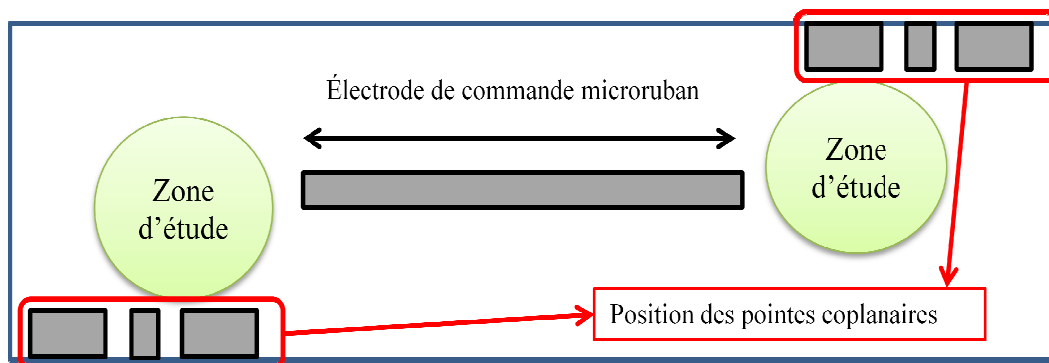 Électrode de commande microruban
Zone
d'étude
Zone
d'étude
Position des pointes coplanaires